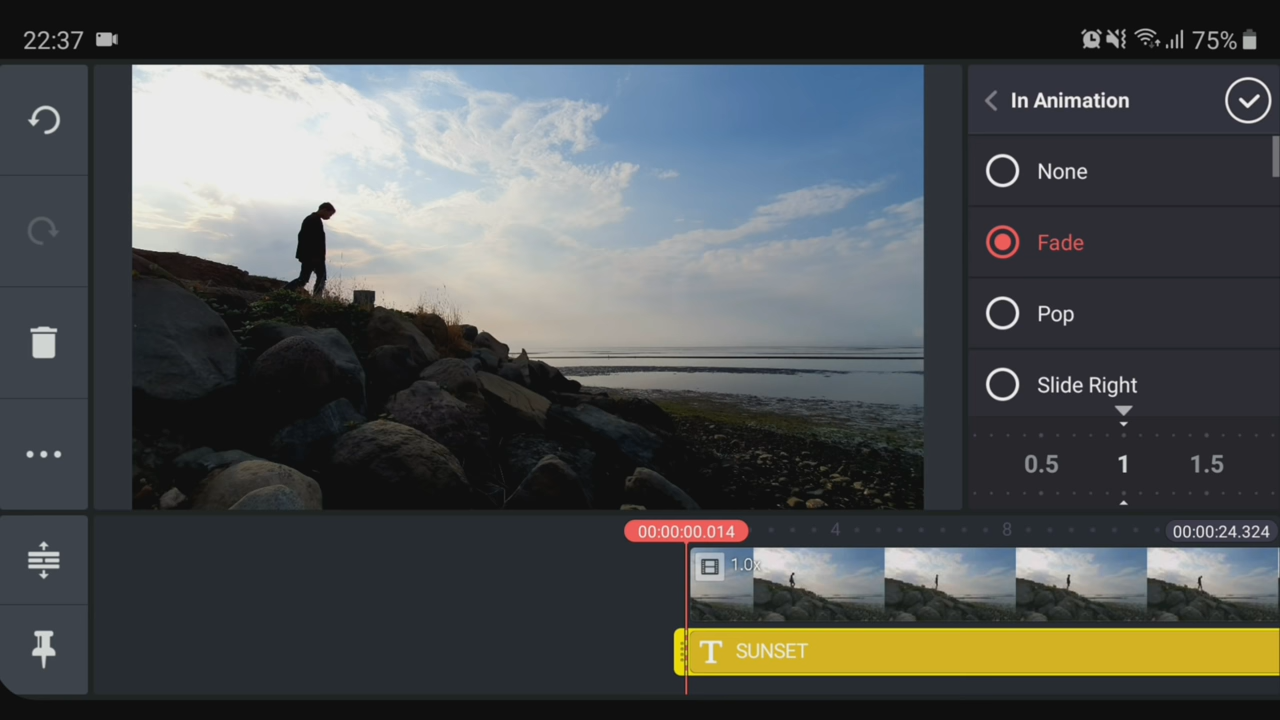 22:37
75%
In Animation
None
Fade
Pop
Slide Right
0.5 1 1.5
00:00:00.014 4 8 00:00:24.324
1.0x
T SUNSET